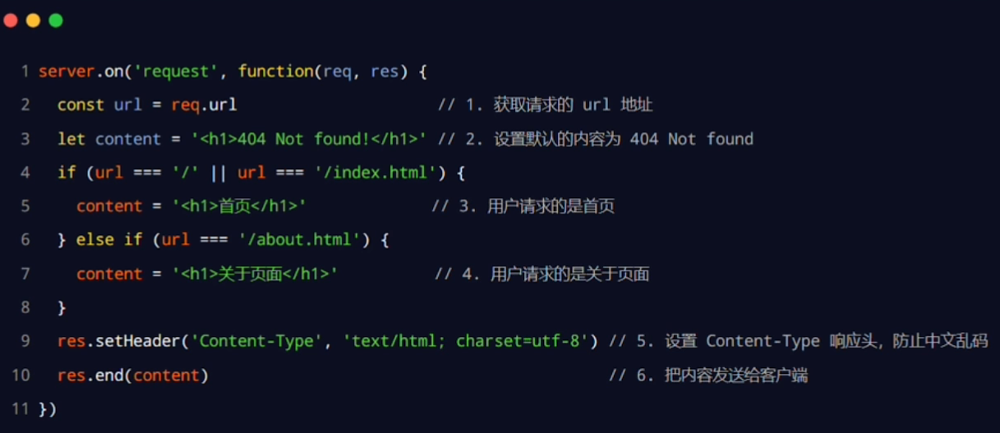 1 server.on('request', function(req, res) {
2   const url = req.url                     // 1. 获取请求的 url 地址
3   let content = '<h1>404 Not found!</h1>' // 2. 设置默认的内容为 404 Not found
4   if (url === '/' || url === '/index.html') {
5     content = '<h1>首页</h1>'             // 3. 用户请求的是首页
6   } else if (url === '/about.html') {
7     content = '<h1>关于页面</h1>'          // 4. 用户请求的是关于页面
8   }
9   res.setHeader('Content-Type', 'text/html; charset=utf-8') // 5. 设置 Content-Type 响应头, 防止中文乱码
10   res.end(content)                                         // 6. 把内容发送给客户端
11 })